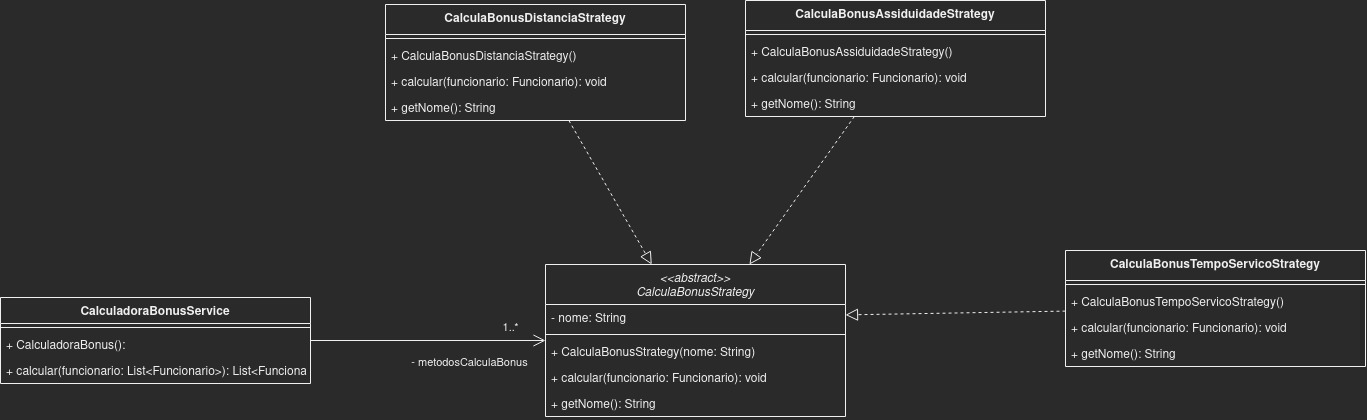 CalculaBonusDistanciaStrategy
+ CalculaBonusDistanciaStrategy()
+ calcular(funcionario: Funcionario): void
+ getNome(): String
CalculaBonusAssiduidadeStrategy
+ CalculaBonusAssiduidadeStrategy()
+ calcular(funcionario: Funcionario): void
+ getNome(): String
CalculadoraBonusService
+ CalculadoraBonus():
+ calcular(funcionario: List<Funcionario>): List<Funciona
1..*
- metodosCalculaBonus
<<abstract>>
CalculaBonusStrategy
- nome: String
+ CalculaBonusStrategy(nome: String)
+ calcular(funcionario: Funcionario): void
+ getNome(): String
CalculaBonusTempoServicoStrategy
+ CalculaBonusTempoServicoStrategy()
+ calcular(funcionario: Funcionario): void
+ getNome(): String